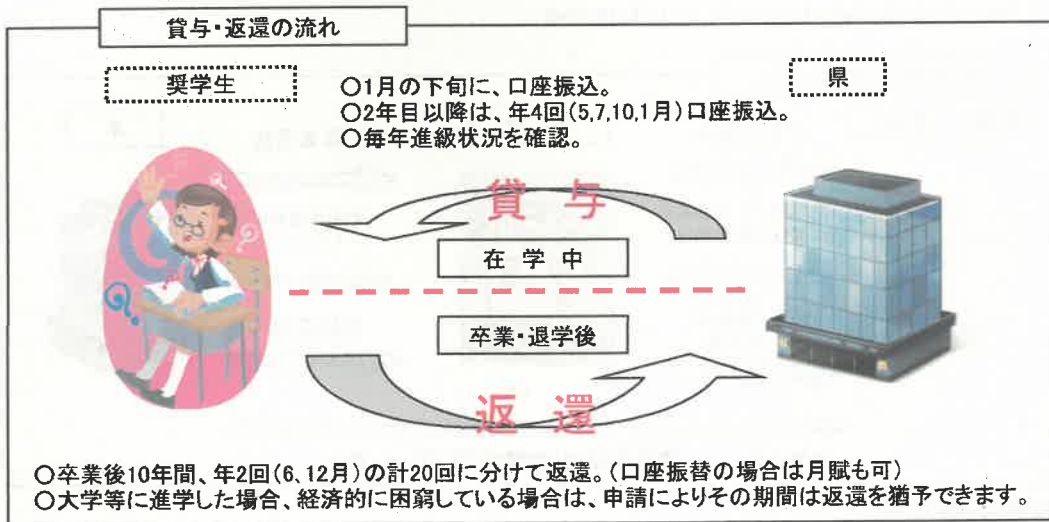 貸与・返還の流れ
奨学生
県
○1月の下旬に、口座振込。
○2年目以降は、年4回(5,7,10,1月)口座振込。
○毎年進級状況を確認。
貸与
在学中
卒業・退学後
返還
○卒業後10年間、年2回(6、12月)の計20回に分けて返還。(口座振替の場合は月賦も可)
○大学等に進学した場合、経済的に困窮している場合は、申請によりその期間は返還を猶予できます。